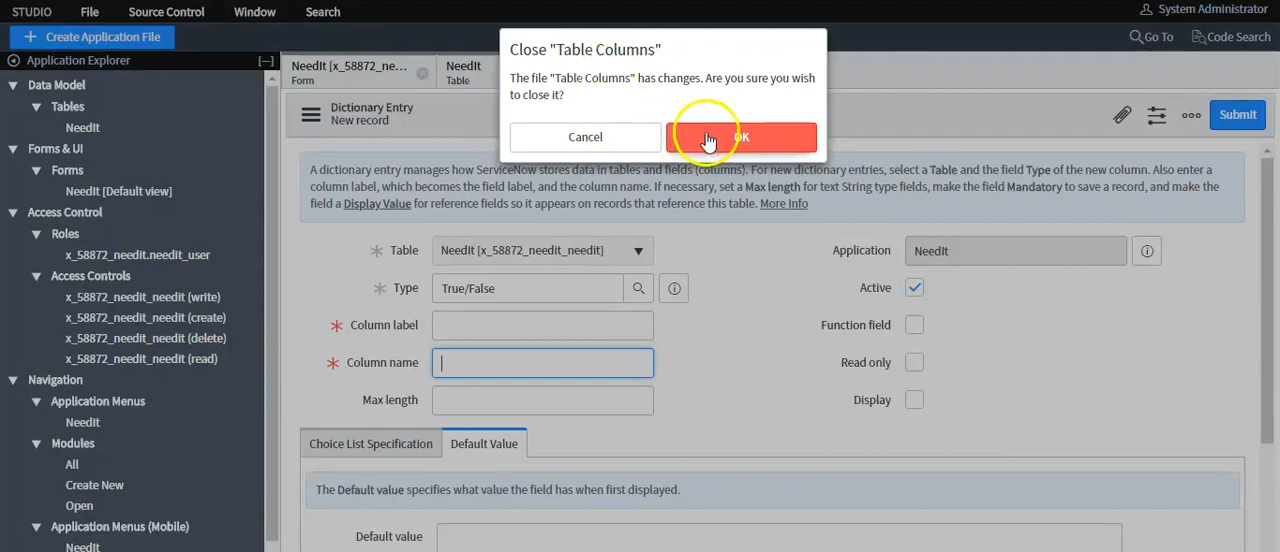 STUDIO File Source Control Window Search System Administrator
+ Create Application File Go To Code Search
Application Explorer [—]
Data Model
Tables
NeedIt
Forms & UI
Forms
NeedIt [Default view]
Access Control
Roles
x_58872_needit.needit_user
Access Controls
x_58872_needit_needit (write)
x_58872_needit_needit (create)
x_58872_needit_needit (delete)
x_58872_needit_needit (read)
Navigation
Application Menus
NeedIt
Modules
All
Create New
Open
Application Menus (Mobile)
NeedIt
NeedIt [x_58872_ne...
Form
NeedIt
Table
Close "Table Columns"
The file "Table Columns" has changes. Are you sure you wish
to close it?
Cancel OK
Dictionary Entry
New record
Submit
A dictionary entry manages how ServiceNow stores data in tables and fields (columns). For new dictionary entries, select a Table and the field Type of the new column. Also enter a
column label, which becomes the field label, and the column name. If necessary, set a Max length for text String type fields, make the field Mandatory to save a record, and make the
field a Display Value for reference fields so it appears on records that reference this table. More Info
Table NeedIt [x_58872_needit_needit] Application NeedIt
Type True/False Active
Column label Function field
Column name Read only
Max length Display
Choice List Specification Default Value
The Default value specifies what value the field has when first displayed.
Default value